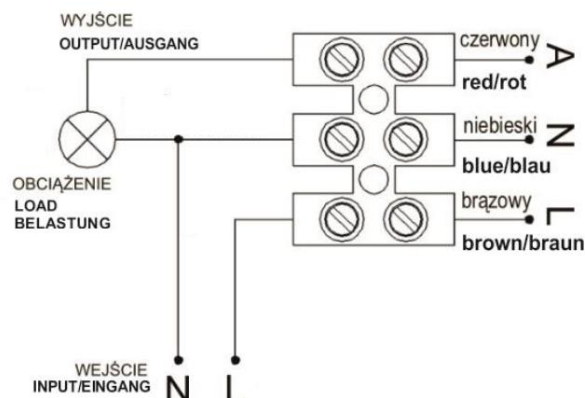 WYJŚCIE
OUTPUT/AUSGANG
czerwony
A
red/rot
niebieski
N
blue/blau
OBCIĄŻENIE
LOAD
BELASTUNG
brązowy
L
brown/braun
WEJŚCIE
INPUT/EINGANG
N L